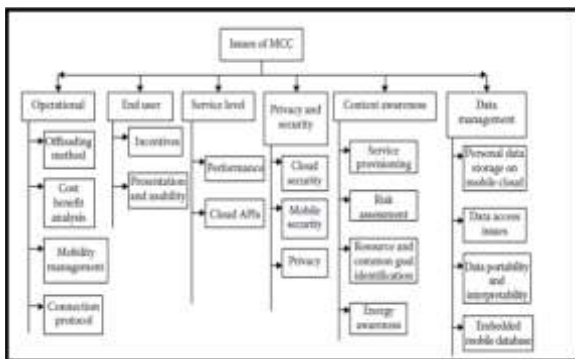 Issues of MCC
Operational
Offloading
method
Cost
benefit
analysis
Mobility
management
Connection
protocol
End user
Incentives
Presentation
and usability
Service level
Performance
Cloud APIs
Privacy and
security
Cloud
security
Mobile
security
Privacy
Context awareness
Service
provisioning
Risk
assessment
Resource and
common goal
identification
Energy
awareness
Data
management
Personal data
storage on
mobile cloud
Data access
issues
Data portability
and
interpretability
Embedded
mobile database